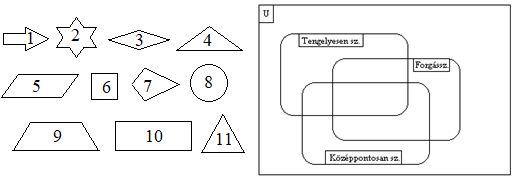 1 2 3 4
5 6 7 8
9 10 11
U
Tengelyesen sz.
Forgássz.
Középpontosan sz.